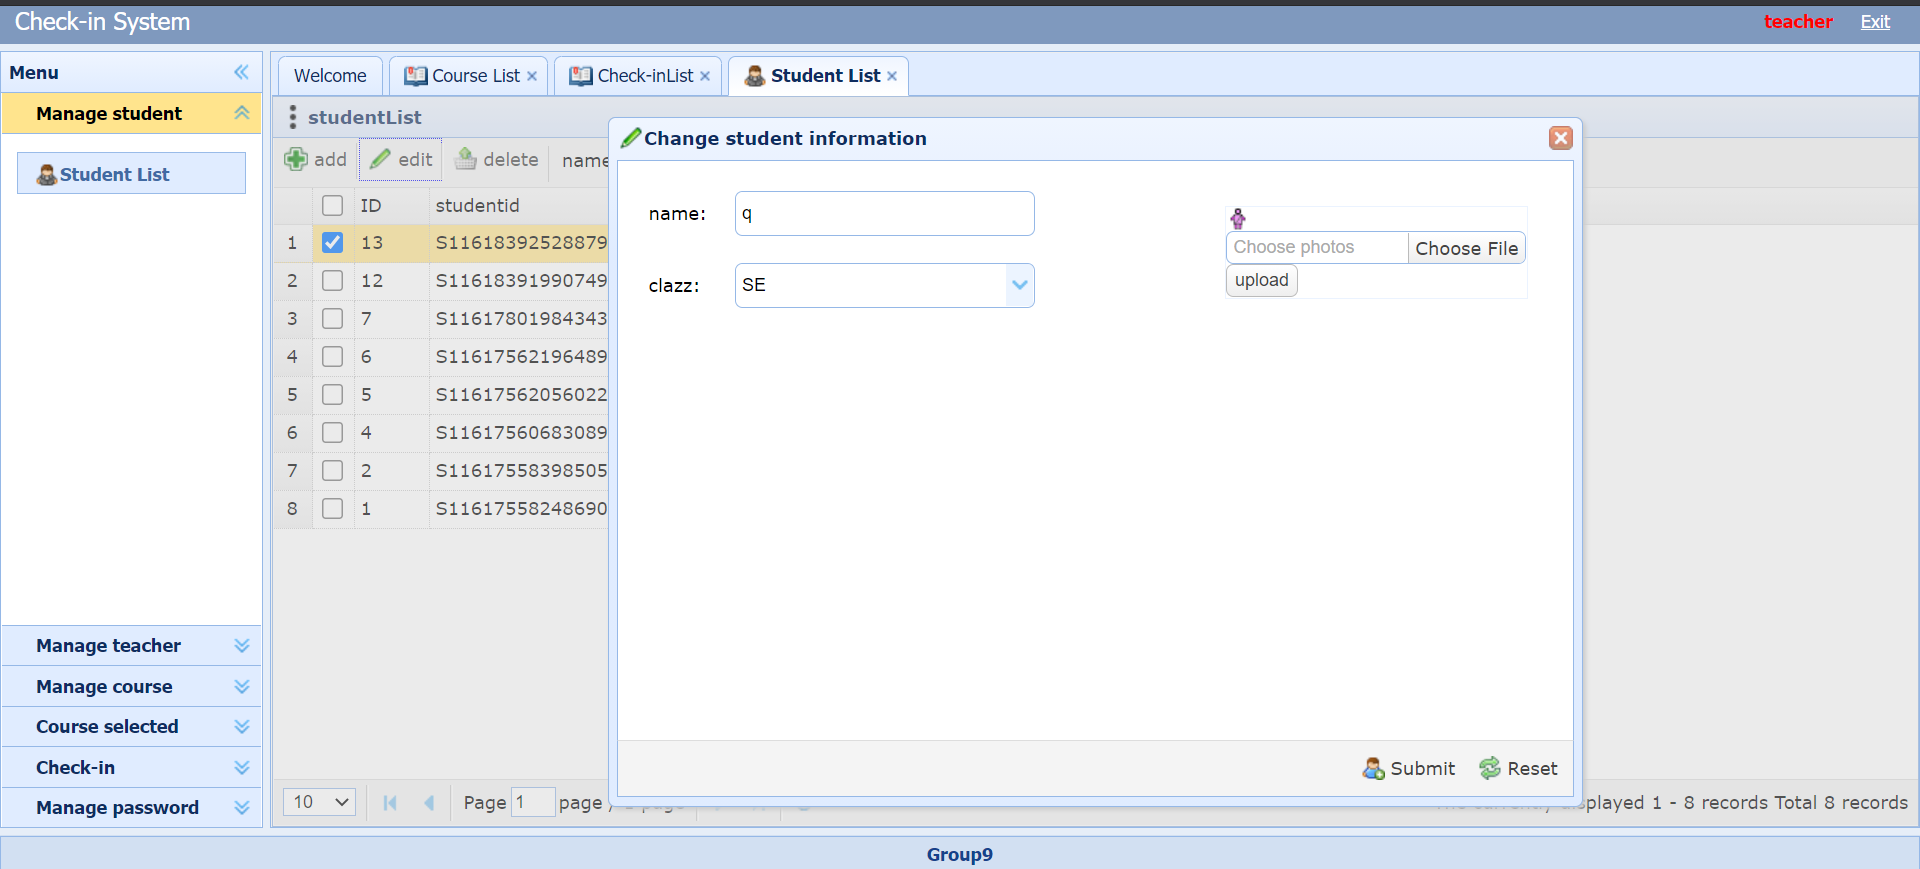 Check-in System
teacher Exit
Menu
Manage student
Student List
Manage teacher
Manage course
Course selected
Check-in
Manage password
Welcome Course List Check-inList Student List
studentList
add edit delete name
ID studentid
1 13 S11618392528879
2 12 S11618391990749
3 7 S11617801984343
4 6 S11617562196489
5 5 S11617562056022
6 4 S11617560683089
7 2 S11617558398505
8 1 S11617558248690
Change student information
name: q
clazz: SE
Choose photos Choose File
upload
Submit Reset
10 Page 1 page
displayed 1 - 8 records Total 8 records
Group9